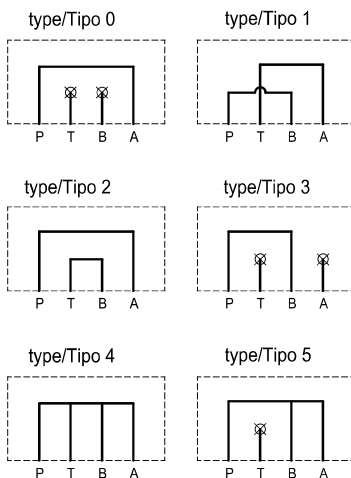 type/Tipo 0
type/Tipo 1
P T B A
P T B A
type/Tipo 2
type/Tipo 3
P T B A
P T B A
type/Tipo 4
type/Tipo 5
P T B A
P T B A